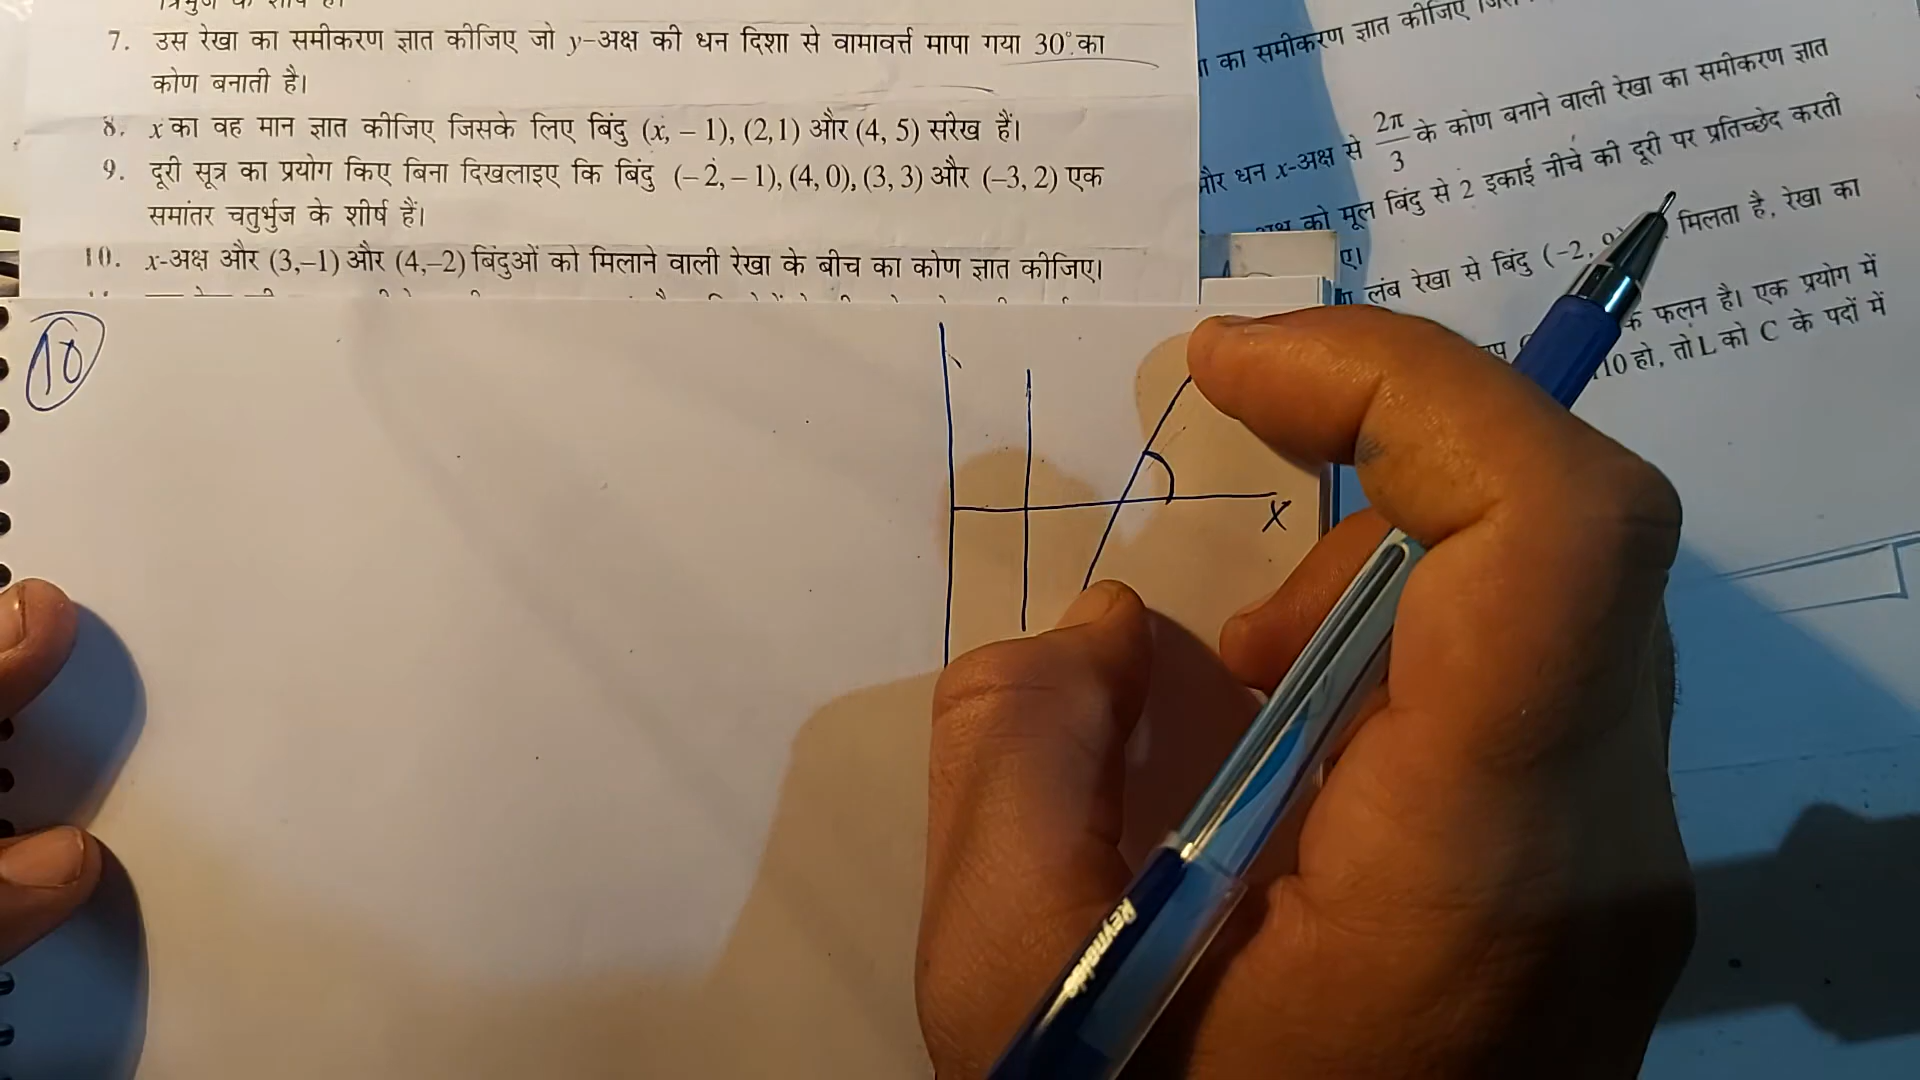 7. उस रेखा का समीकरण ज्ञात कीजिए जो y-अक्ष की धन दिशा से वामावर्त्त मापा गया 30° का
कोण बनाती है।
8. x का वह मान ज्ञात कीजिए जिसके लिए बिंदु (x, – 1), (2,1) और (4, 5) संरेख हैं।
9. दूरी सूत्र का प्रयोग किए बिना दिखलाइए कि बिंदु (– 2, – 1), (4, 0), (3, 3) और (–3, 2) एक
समांतर चतुर्भुज के शीर्ष हैं।
10. x-अक्ष और (3,–1) और (4,–2) बिंदुओं को मिलाने वाली रेखा के बीच का कोण ज्ञात कीजिए।
10
X
Reynolds
का समीकरण ज्ञात कीजिए
और धन x-अक्ष से 2π/3 के कोण बनाने वाली रेखा का समीकरण ज्ञात
को मूल बिंदु से 2 इकाई नीचे की दूरी पर प्रतिच्छेद करती
लंब रेखा से बिंदु (–2, मिलता है, रेखा का
फलन है। एक प्रयोग में
110 हो, तो L को C के पदों में